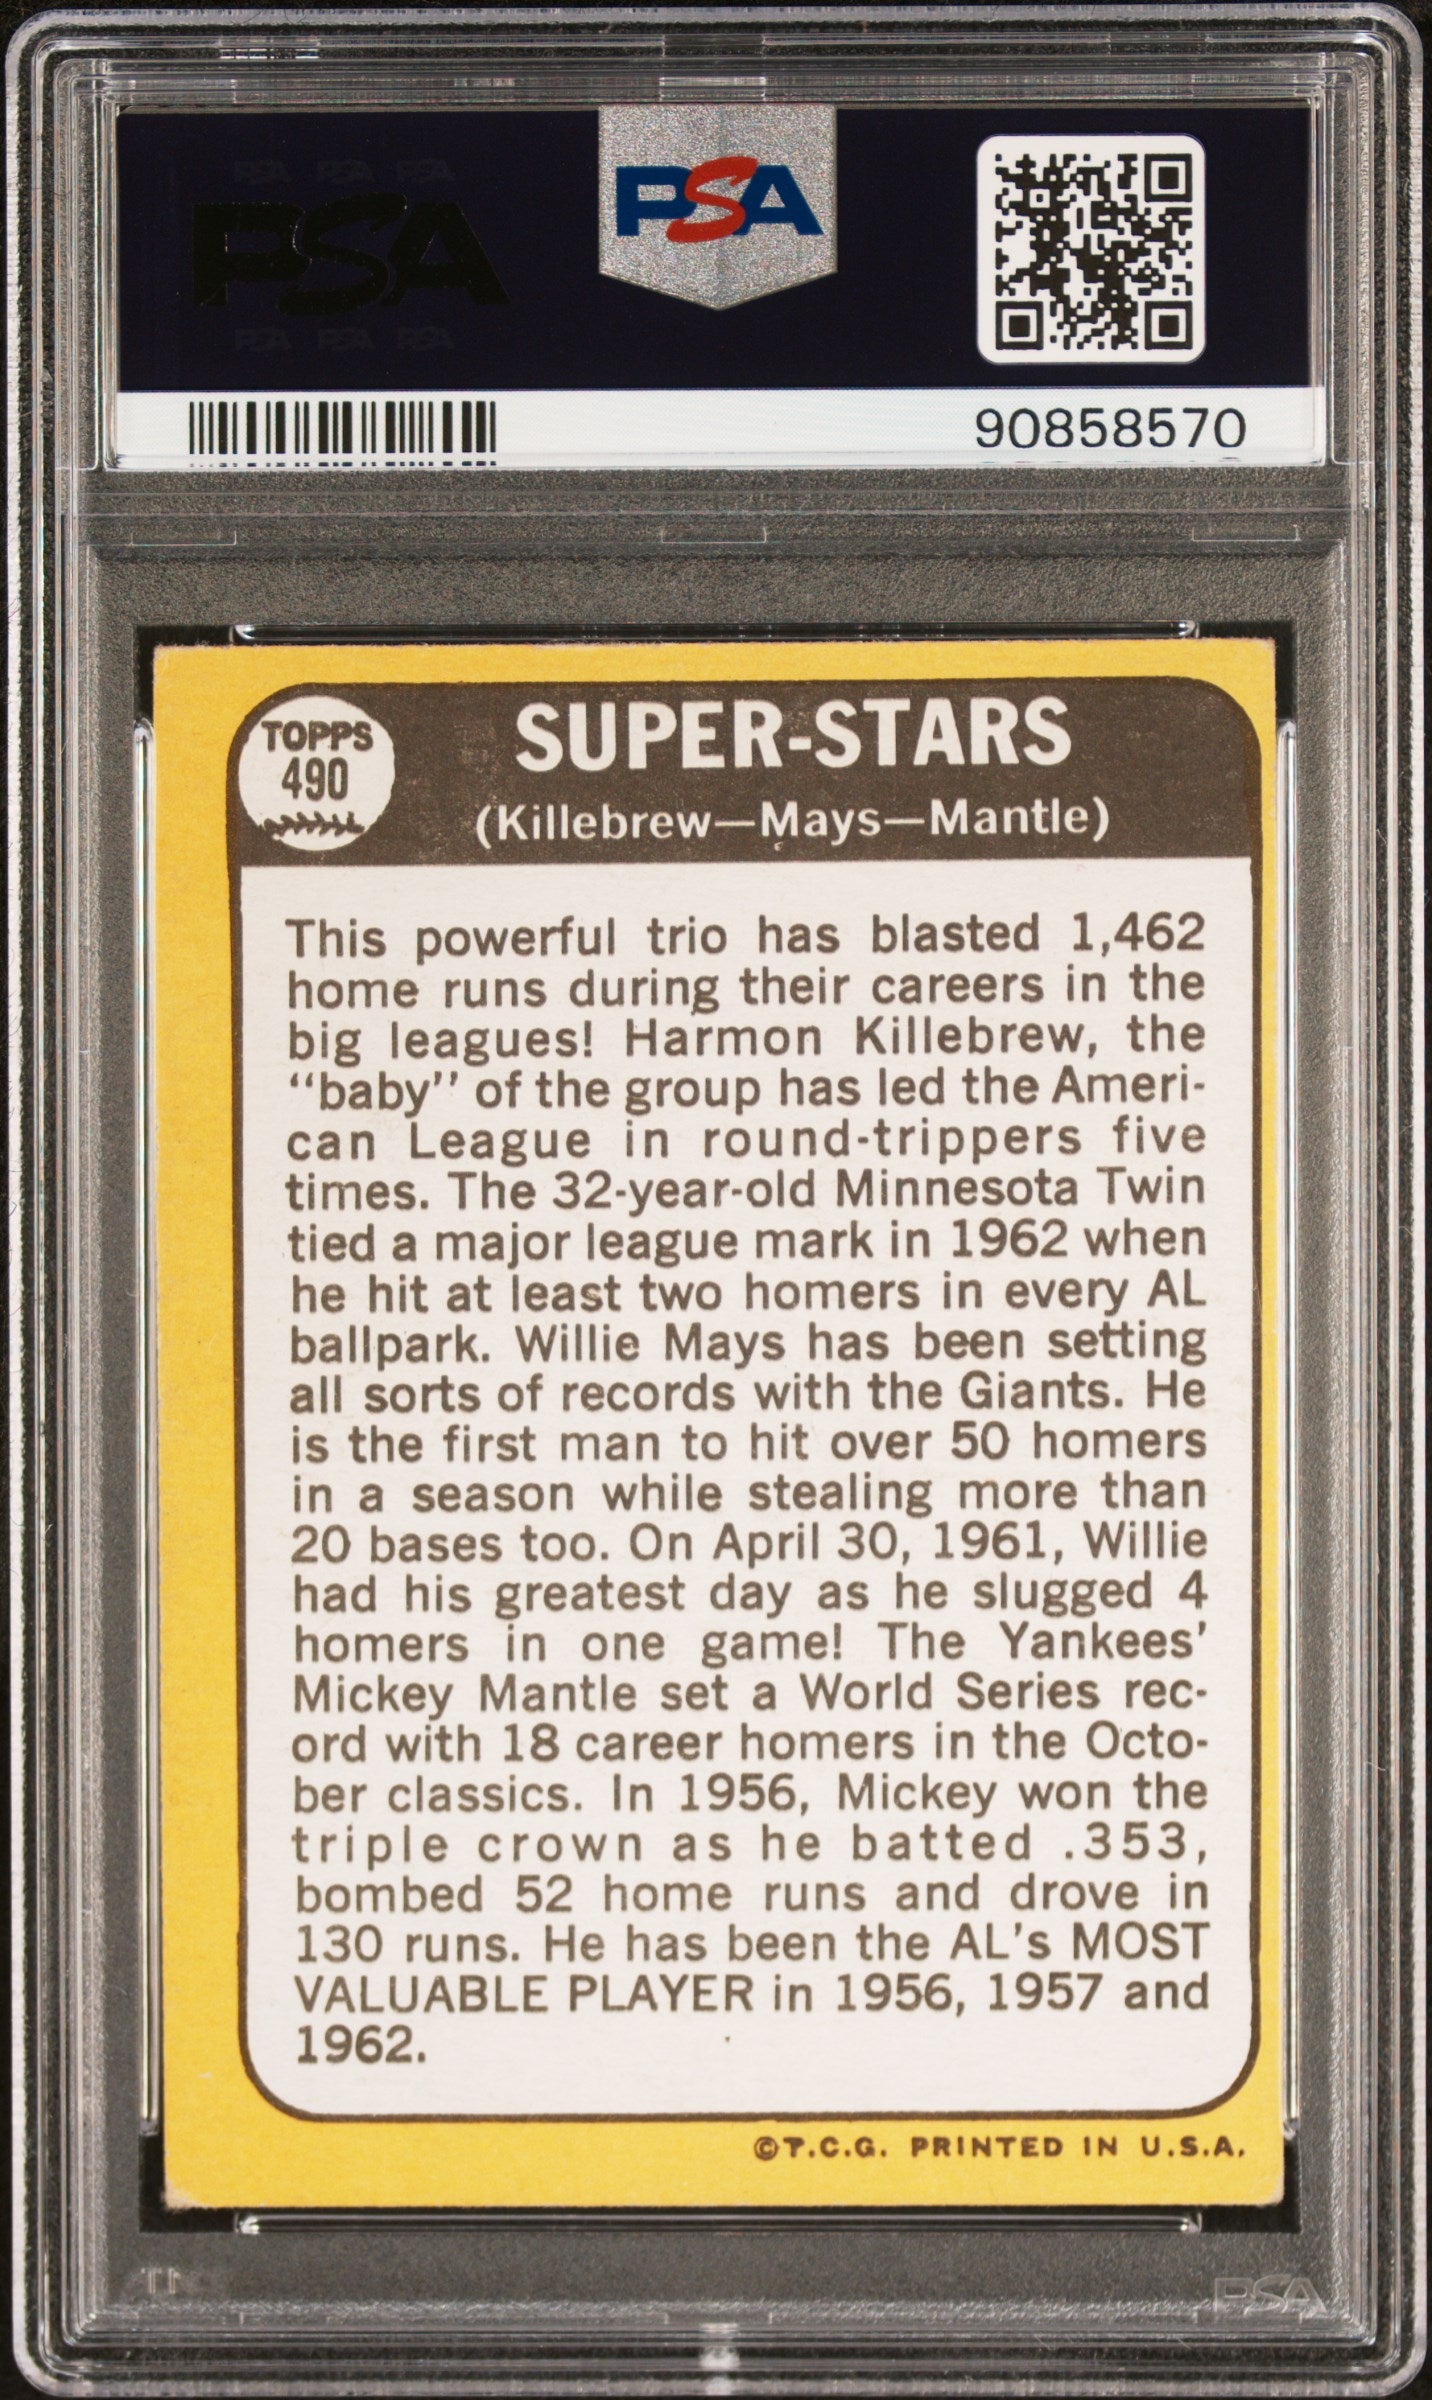 PSA PSA PSA
PSA
PSA PSA PSA
PSA
90858570
TOPPS
490
SUPER-STARS
(Killebrew—Mays—Mantle)
This powerful trio has blasted 1,462
home runs during their careers in the
big leagues! Harmon Killebrew, the
“baby” of the group has led the Ameri-
can League in round-trippers five
times. The 32-year-old Minnesota Twin
tied a major league mark in 1962 when
he hit at least two homers in every AL
ballpark. Willie Mays has been setting
all sorts of records with the Giants. He
is the first man to hit over 50 homers
in a season while stealing more than
20 bases too. On April 30, 1961, Willie
had his greatest day as he slugged 4
homers in one game! The Yankees’
Mickey Mantle set a World Series rec-
ord with 18 career homers in the Octo-
ber classics. In 1956, Mickey won the
triple crown as he batted .353,
bombed 52 home runs and drove in
130 runs. He has been the AL’s MOST
VALUABLE PLAYER in 1956, 1957 and
1962.
©T.C.G. PRINTED IN U.S.A.
PSA